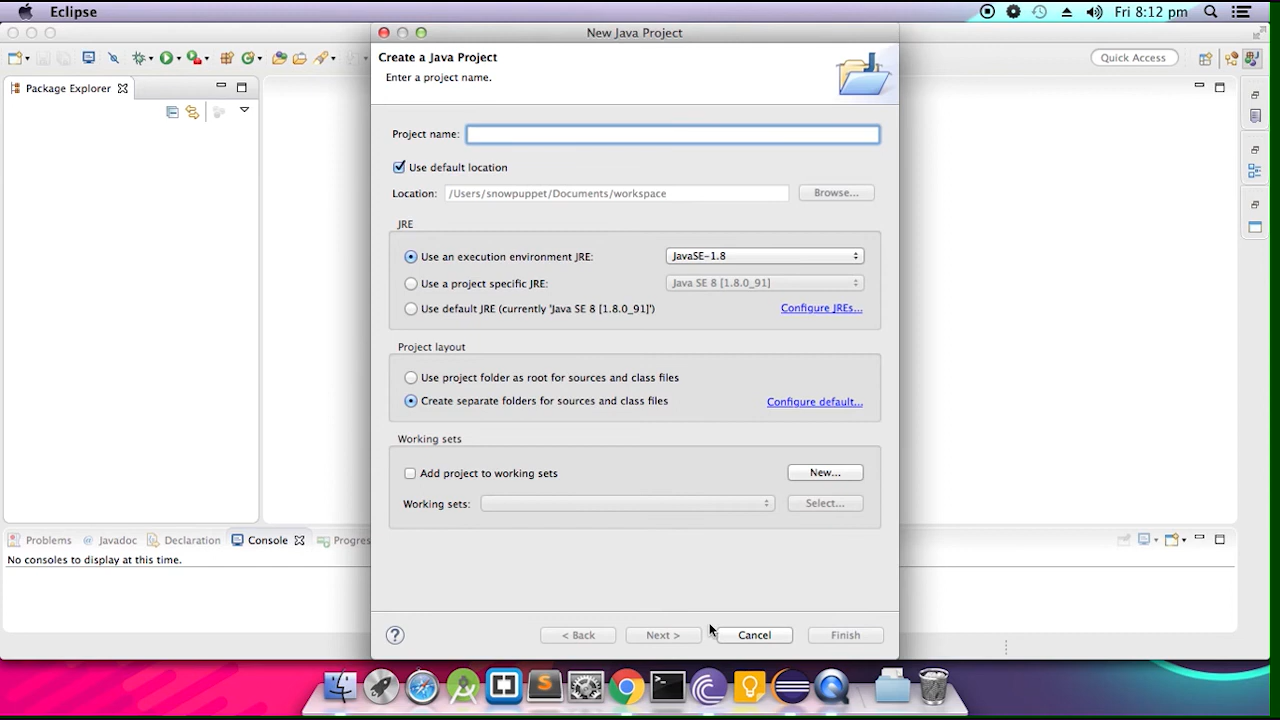 Eclipse
Fri 8:12 pm
New Java Project
Create a Java Project
Enter a project name.
Quick Access
Package Explorer
Project name:
Use default location
Location: /Users/snowpuppet/Documents/workspace Browse...
JRE
Use an execution environment JRE: JavaSE-1.8
Use a project specific JRE: Java SE 8 [1.8.0_91]
Use default JRE (currently 'Java SE 8 [1.8.0_91]') Configure JREs...
Project layout
Use project folder as root for sources and class files
Create separate folders for sources and class files Configure default...
Working sets
Add project to working sets New...
Working sets: Select...
Problems @ Javadoc Declaration Console Progres
No consoles to display at this time.
? < Back Next > Cancel Finish